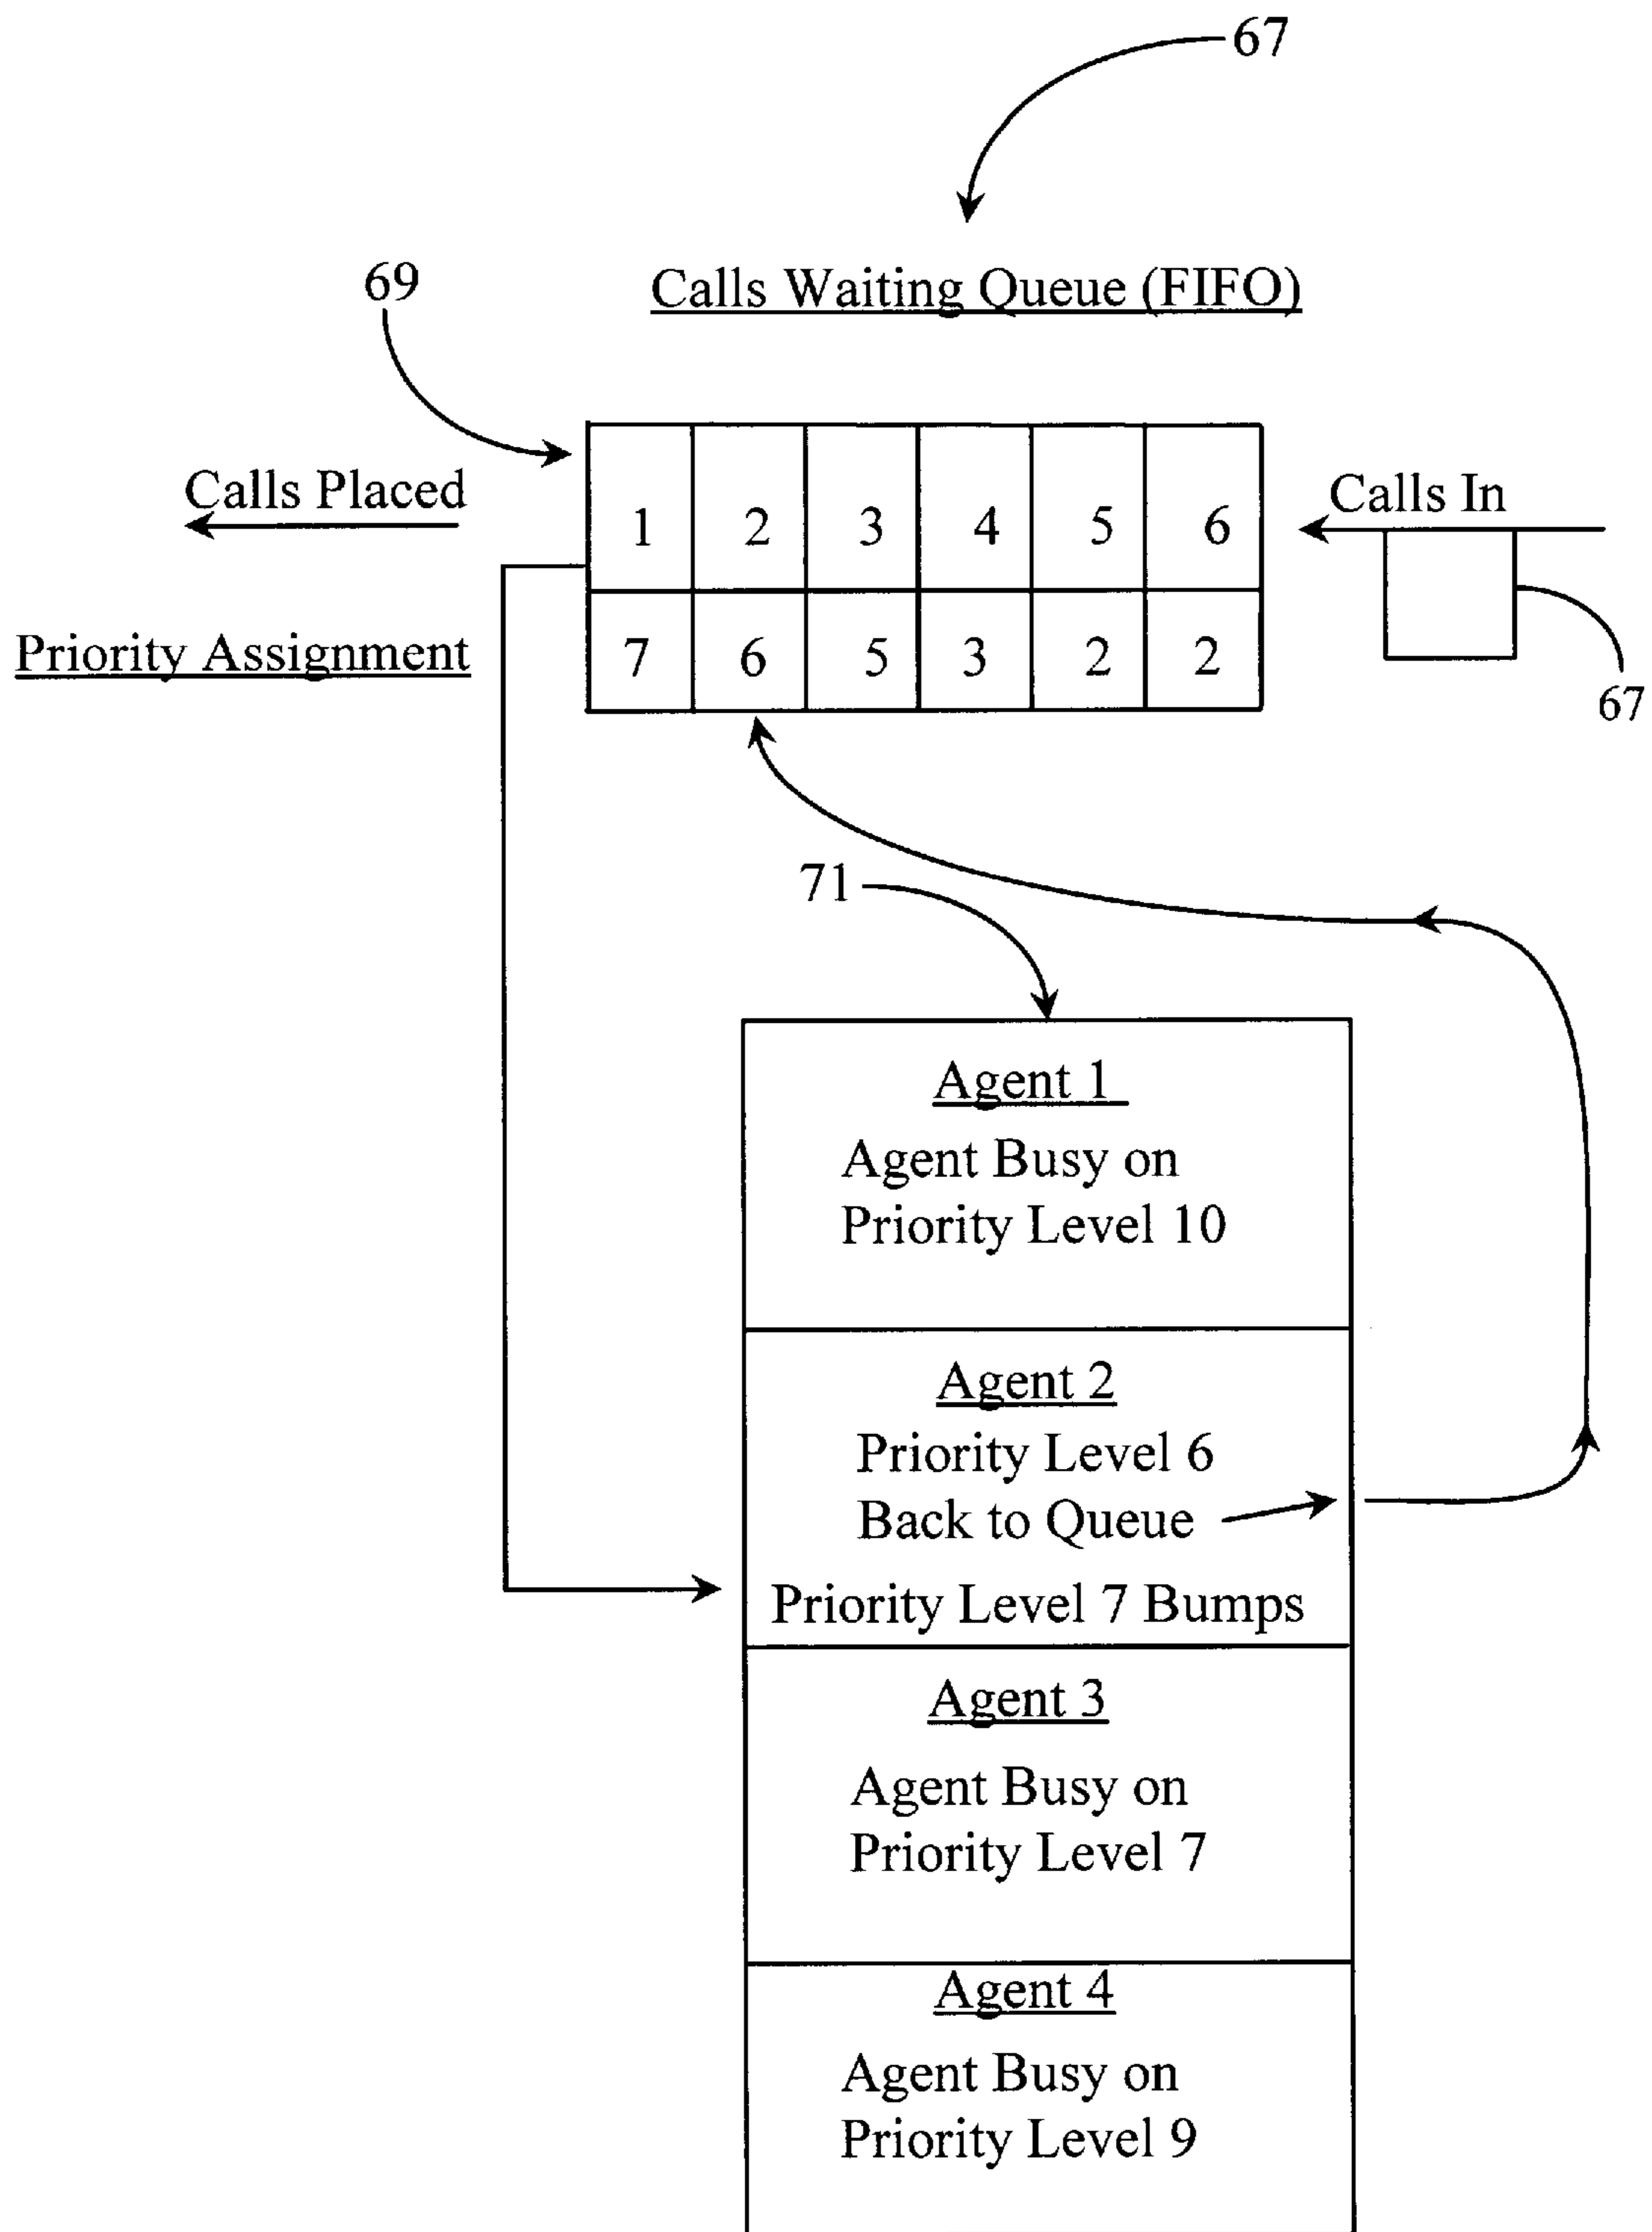 67
69
Calls Waiting Queue (FIFO)
Calls Placed
1 2 3 4 5 6
Calls In
Priority Assignment
7 6 5 3 2 2
67
71
Agent 1
Agent Busy on
Priority Level 10
Agent 2
Priority Level 6
Back to Queue
Priority Level 7 Bumps
Agent 3
Agent Busy on
Priority Level 7
Agent 4
Agent Busy on
Priority Level 9